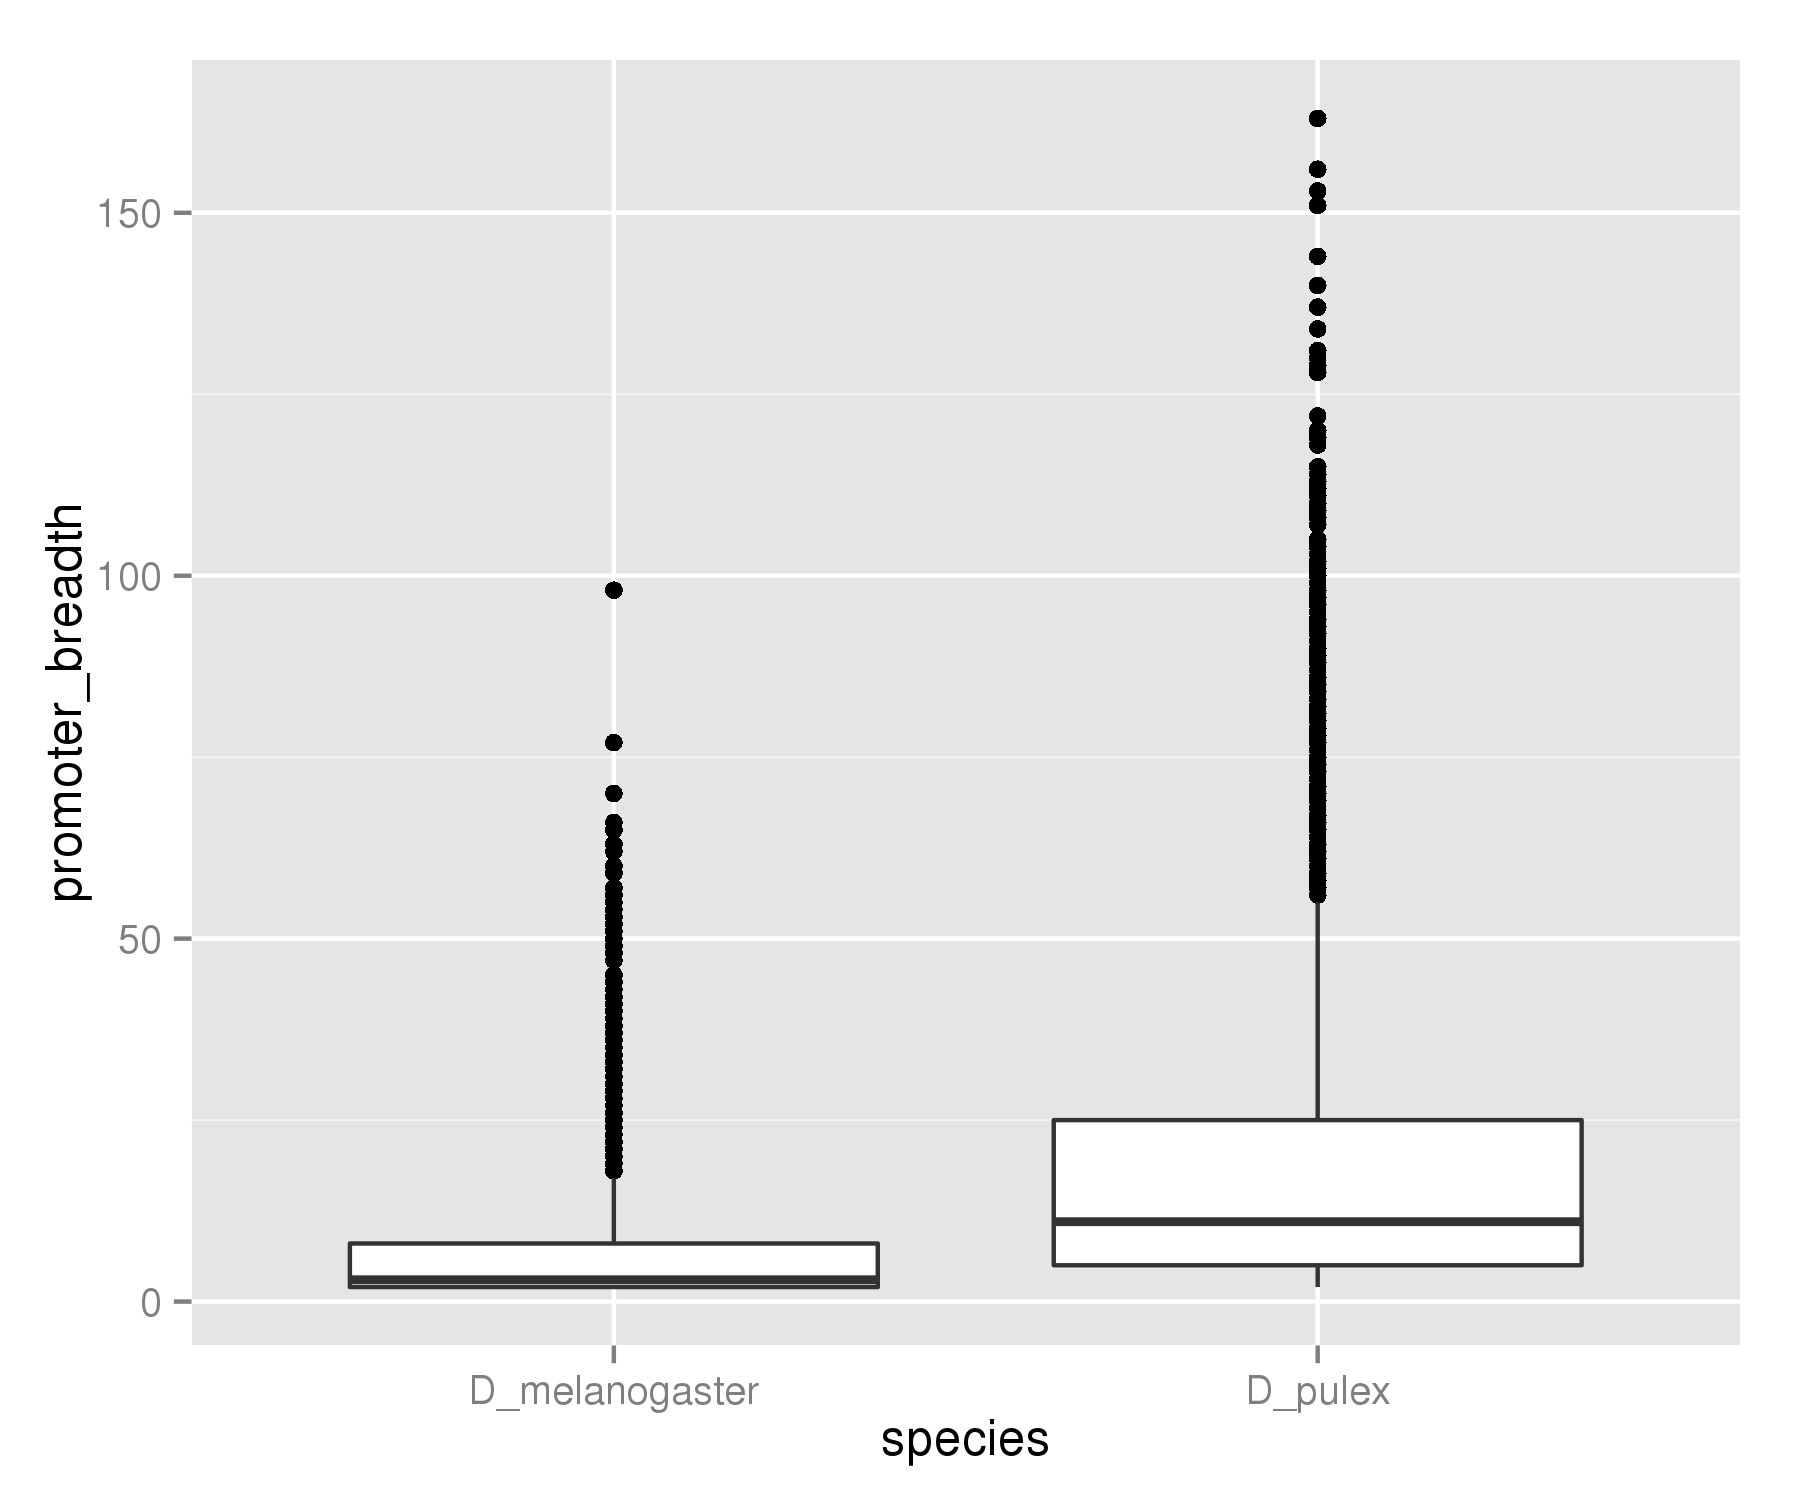 promoter_breadth
150
100
50
0
D_melanogaster
D_pulex
species